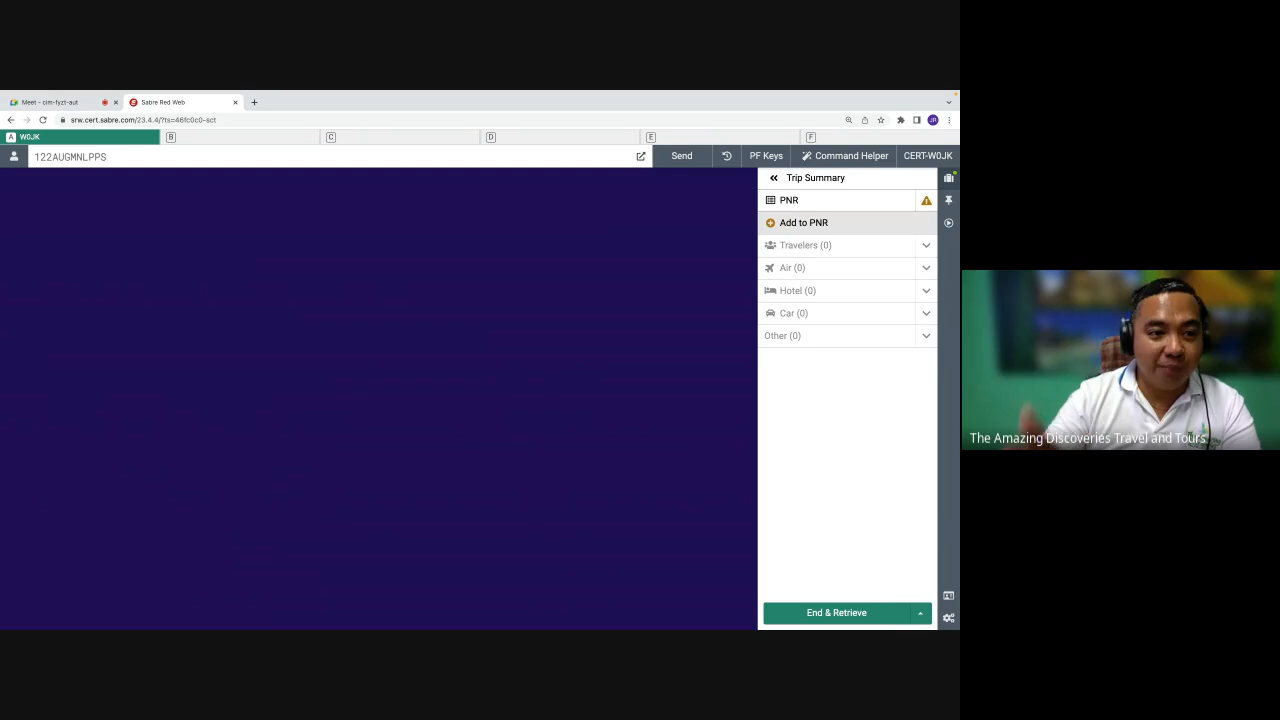 Meet - cim-fyzt-aut
Sabre Red Web
srw.cert.sabre.com/23.4.4/?ts=46fc0c0-sct
JR
A W0JK
B
C
D
E
F
122AUGMNLPPS
Send
PF Keys
Command Helper
CERT-W0JK
Trip Summary
PNR
Add to PNR
Travelers (0)
Air (0)
Hotel (0)
Car (0)
Other (0)
End & Retrieve
The Amazing Discoveries Travel and Tours